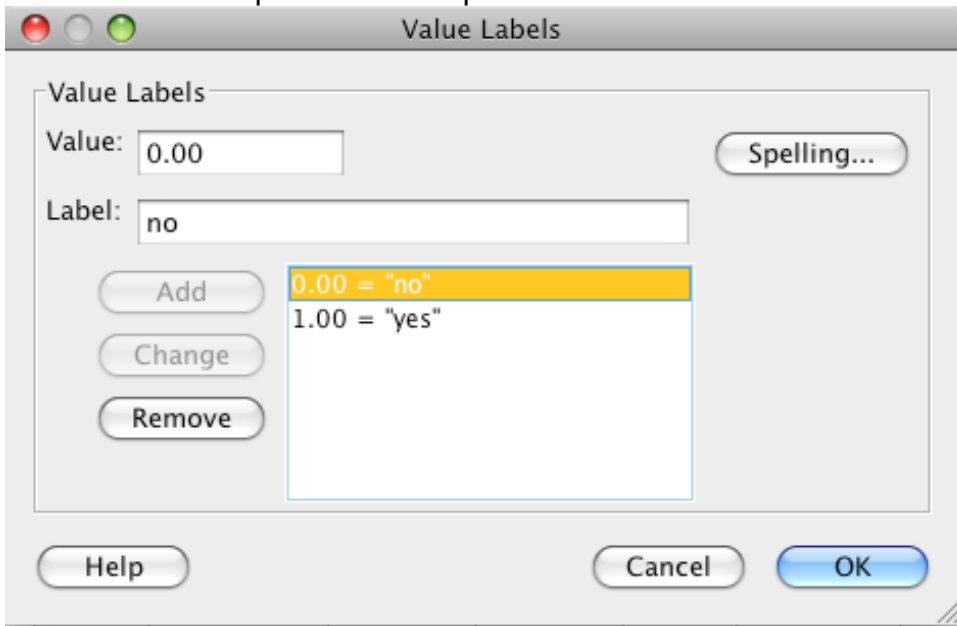 Value Labels
Value Labels
Value: 0.00
Spelling...
Label: no
Add
0.00 = "no"
1.00 = "yes"
Change
Remove
Help
Cancel
OK